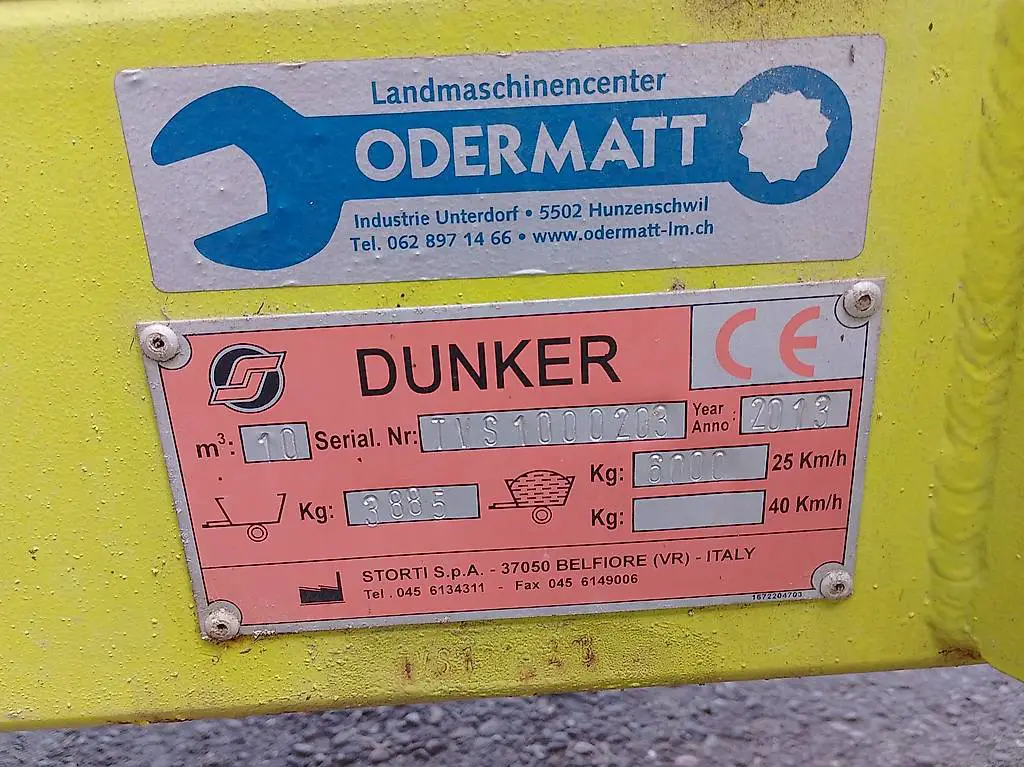 Landmaschinencenter
ODERMATT
Industrie Unterdorf • 5502 Hunzenschwil
Tel. 062 897 14 66 • www.odermatt-lm.ch
DUNKER CE
m³: 10 Serial. Nr: TVS1000203 Year Anno : 2013
Kg: 3885 Kg: 6000 25 Km/h
Kg: 40 Km/h
STORTI S.p.A. - 37050 BELFIORE (VR) - ITALY
Tel . 045 6134311 - Fax 045 6149006
1672204703